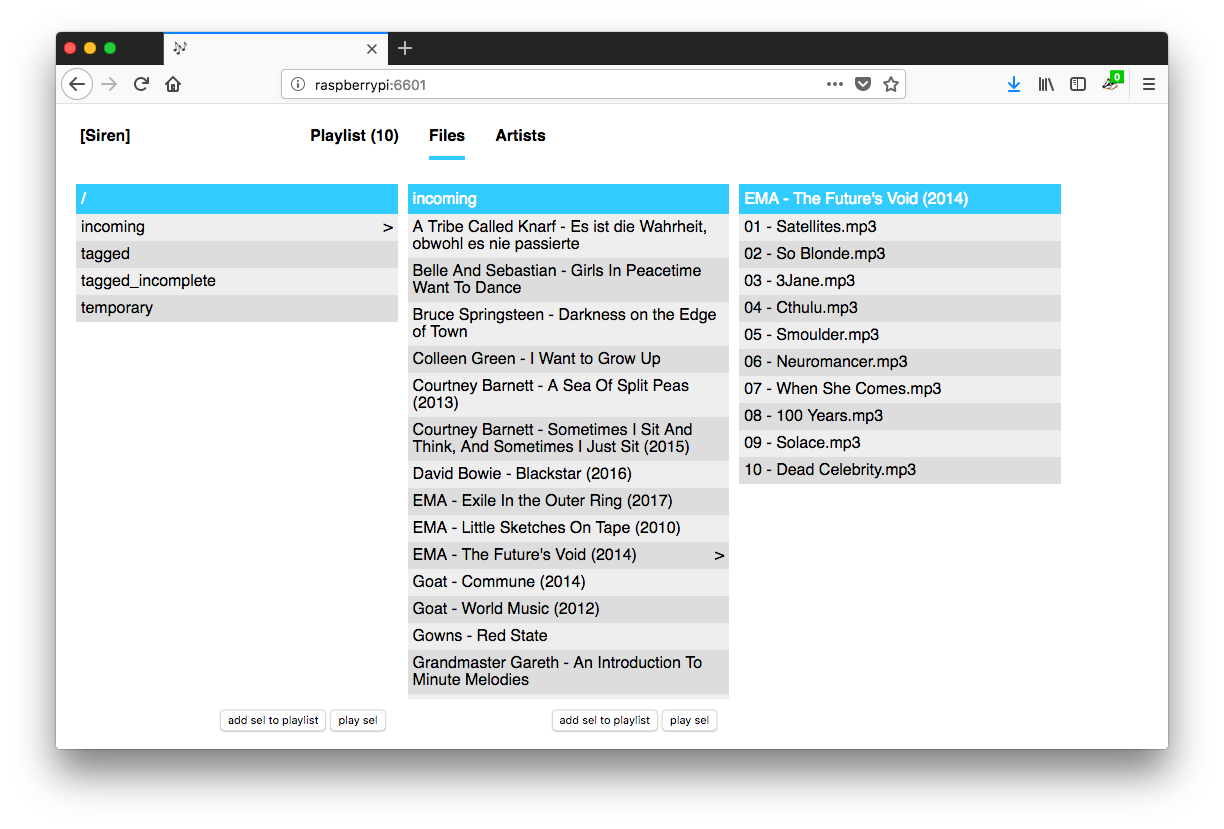 0
raspberrypi:6601
[Siren]
Playlist (10)
Files
Artists
/
incoming >
tagged
tagged_incomplete
temporary
add sel to playlist
play sel
incoming
A Tribe Called Knarf - Es ist die Wahrheit,
obwohl es nie passierte
Belle And Sebastian - Girls In Peacetime
Want To Dance
Bruce Springsteen - Darkness on the Edge
of Town
Colleen Green - I Want to Grow Up
Courtney Barnett - A Sea Of Split Peas
(2013)
Courtney Barnett - Sometimes I Sit And
Think, And Sometimes I Just Sit (2015)
David Bowie - Blackstar (2016)
EMA - Exile In the Outer Ring (2017)
EMA - Little Sketches On Tape (2010)
EMA - The Future's Void (2014) >
Goat - Commune (2014)
Goat - World Music (2012)
Gowns - Red State
Grandmaster Gareth - An Introduction To
Minute Melodies
add sel to playlist
play sel
EMA - The Future's Void (2014)
01 - Satellites.mp3
02 - So Blonde.mp3
03 - 3Jane.mp3
04 - Cthulu.mp3
05 - Smoulder.mp3
06 - Neuromancer.mp3
07 - When She Comes.mp3
08 - 100 Years.mp3
09 - Solace.mp3
10 - Dead Celebrity.mp3